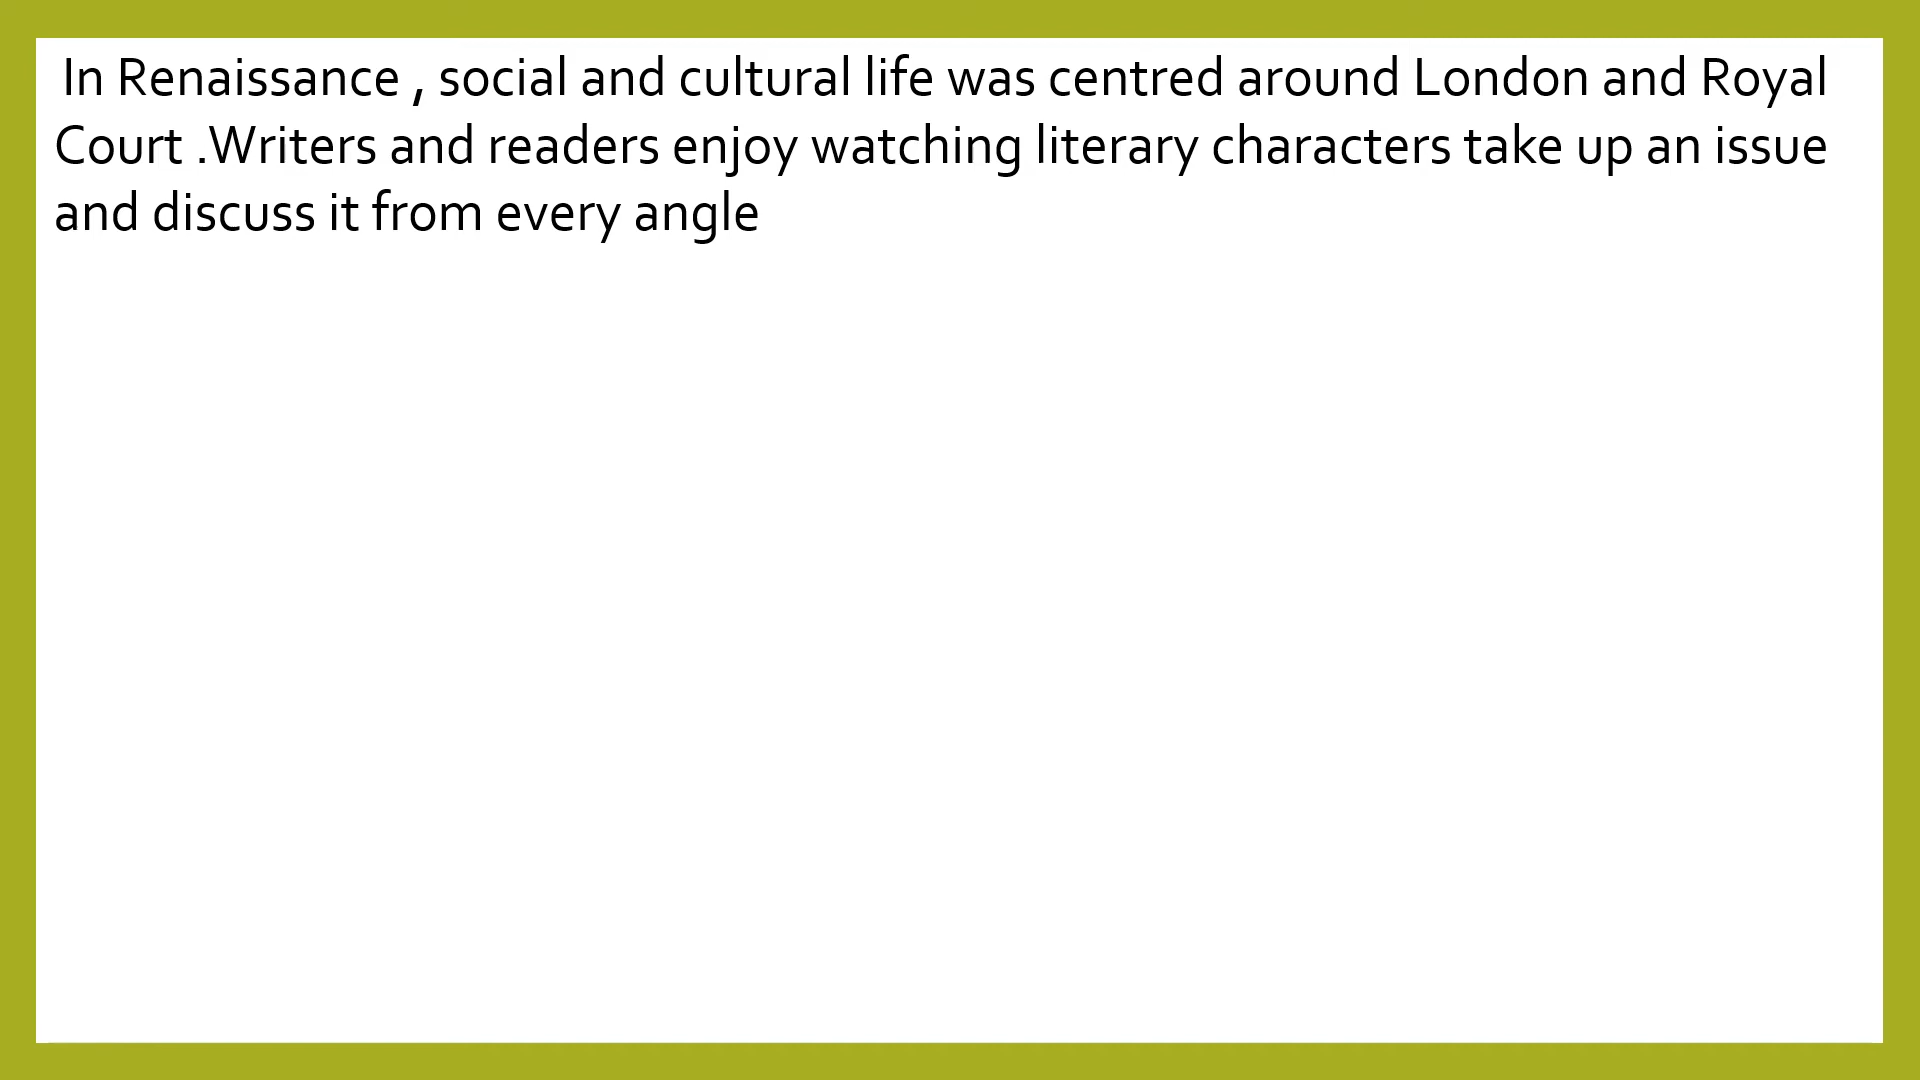 In Renaissance , social and cultural life was centred around London and Royal
Court .Writers and readers enjoy watching literary characters take up an issue
and discuss it from every angle